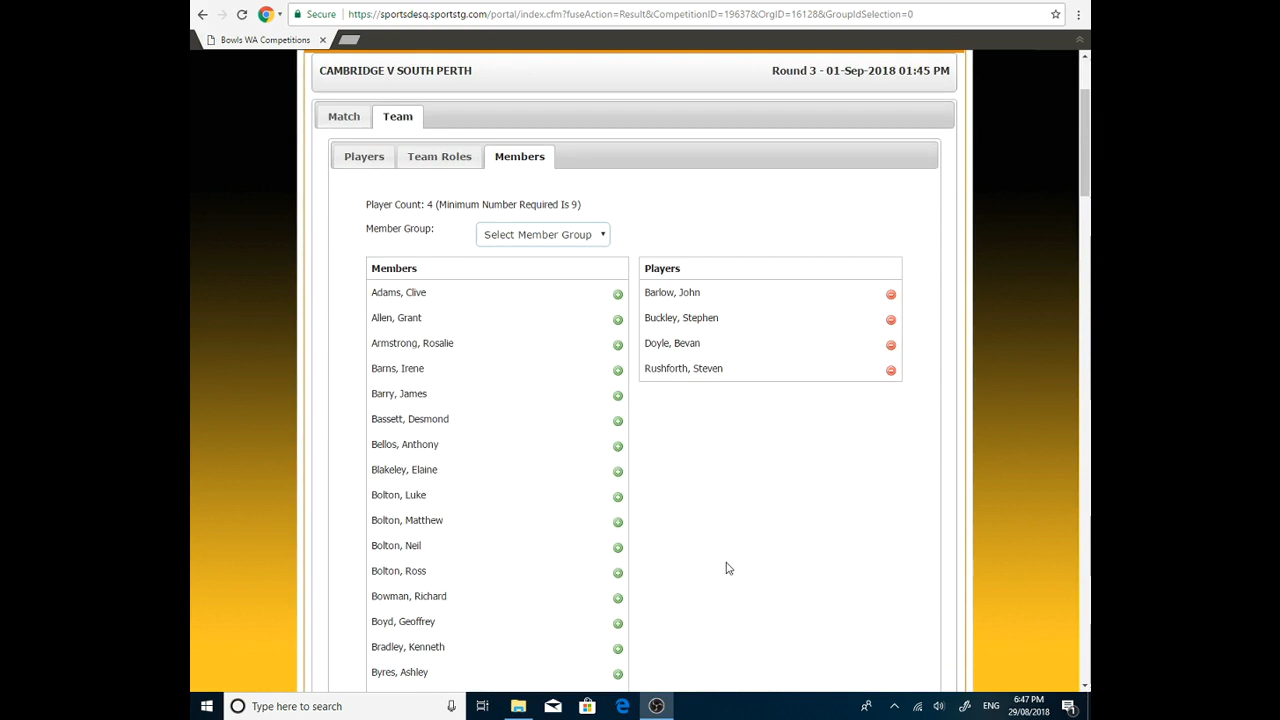 Secure https://sportsdesq.sportstg.com/portal/index.cfm?fuseAction=Result&CompetitionID=19637&OrgID=16128&GroupIdSelection=0
Bowls WA Competitions
CAMBRIDGE V SOUTH PERTH Round 3 - 01-Sep-2018 01:45 PM
Match Team
Players Team Roles Members
Player Count: 4 (Minimum Number Required Is 9)
Member Group: Select Member Group
Members Players
Adams, Clive Barlow, John
Allen, Grant Buckley, Stephen
Armstrong, Rosalie Doyle, Bevan
Barns, Irene Rushforth, Steven
Barry, James
Bassett, Desmond
Bellos, Anthony
Blakeley, Elaine
Bolton, Luke
Bolton, Matthew
Bolton, Neil
Bolton, Ross
Bowman, Richard
Boyd, Geoffrey
Bradley, Kenneth
Byres, Ashley
Type here to search ENG 6:47 PM
29/08/2018 1